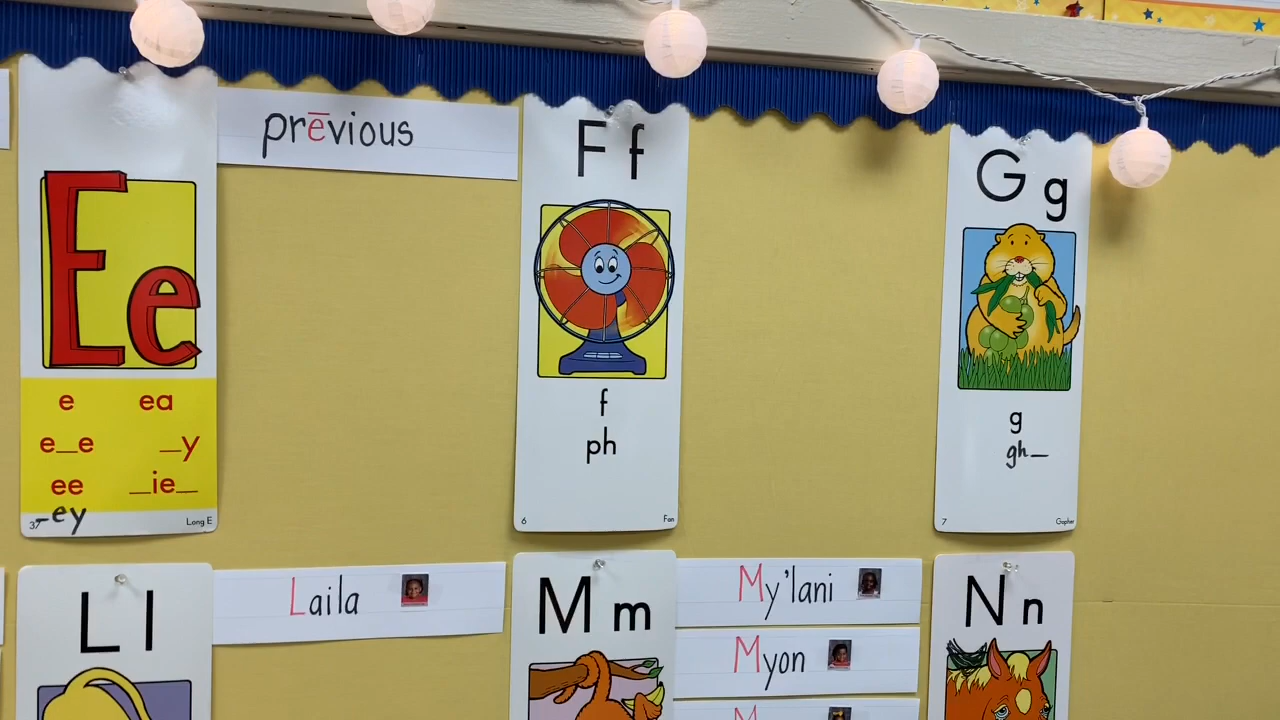 Ee
e ea
e_e _y
ee _ie_
_ey
37 Long E
prēvious
Ff
f
ph
6 Fan
Gg
g
gh_
7 Gopher
Ll
Laila
Mm
My'lani
Myon
Nn